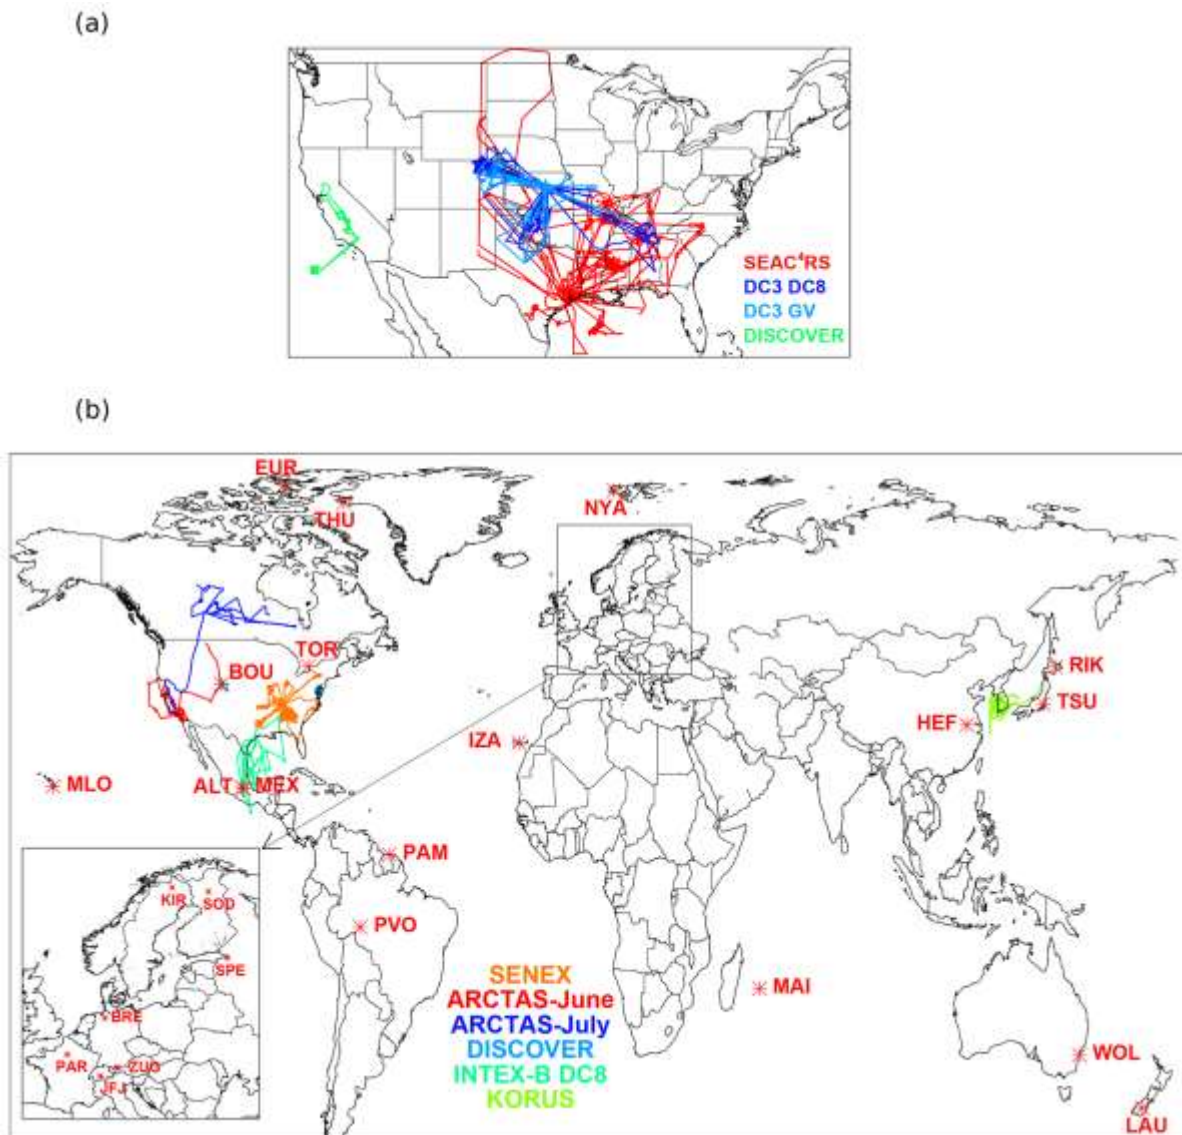 (a)
SEAC⁴RS
DC3 DC8
DC3 GV
DISCOVER
(b)
EUR
THU
NYA
TOR
BOU
RIK
TSU
HEF
IZA
MLO
ALT
MEX
PAM
PVO
KIR
SOD
SPE
BRE
PAR
ZUG
JFJ
MAI
WOL
LAU
SENEX
ARCTAS-June
ARCTAS-July
DISCOVER
INTEX-B DC8
KORUS